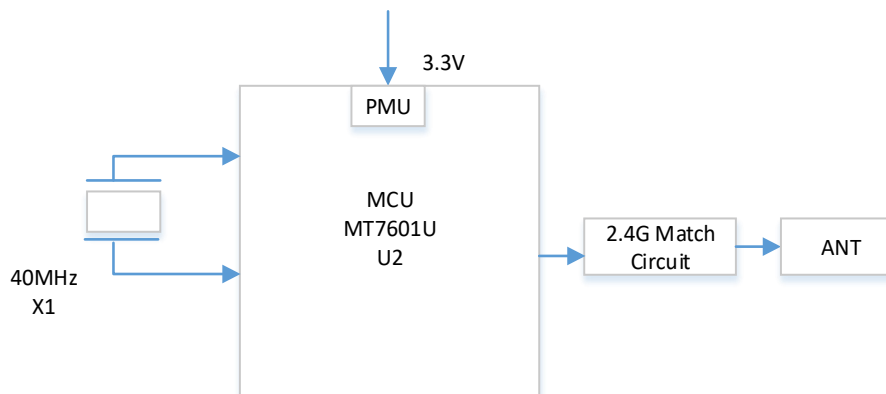 3.3V
PMU
MCU
MT7601U
U2
2.4G Match
Circuit
ANT
40MHz
X1